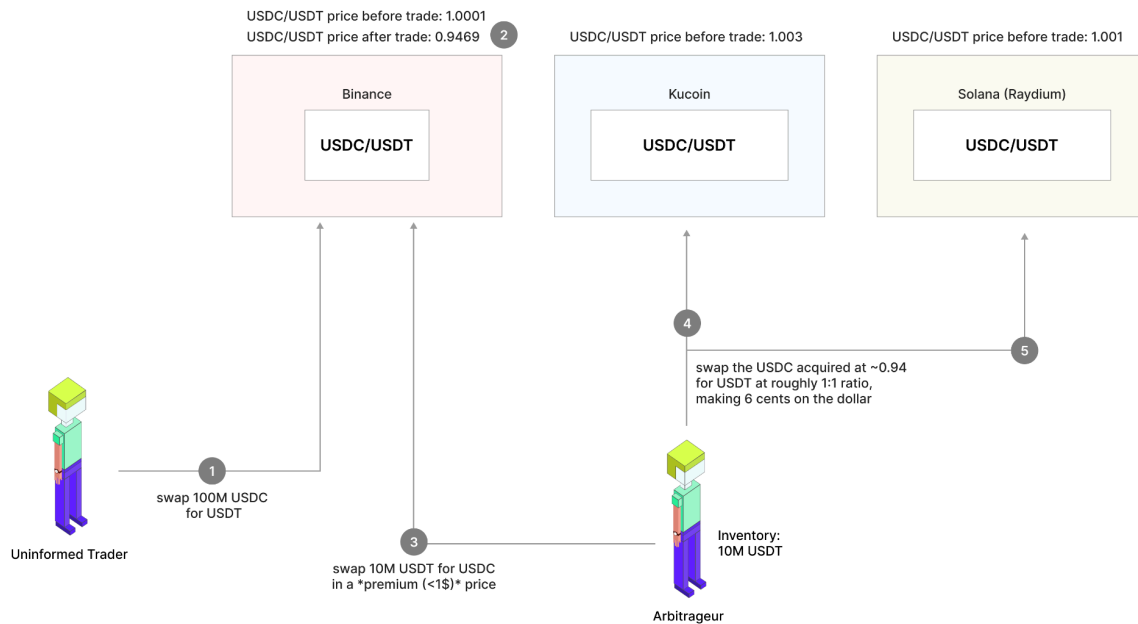 USDC/USDT price before trade: 1.0001
USDC/USDT price after trade: 0.9469
2
USDC/USDT price before trade: 1.003
USDC/USDT price before trade: 1.001
Binance
USDC/USDT
Kucoin
USDC/USDT
Solana (Raydium)
USDC/USDT
4
5
swap the USDC acquired at ~0.94
for USDT at roughly 1:1 ratio,
making 6 cents on the dollar
1
swap 100M USDC
for USDT
Uninformed Trader
3
swap 10M USDT for USDC
in a *premium (<1$)* price
Inventory:
10M USDT
Arbitrageur